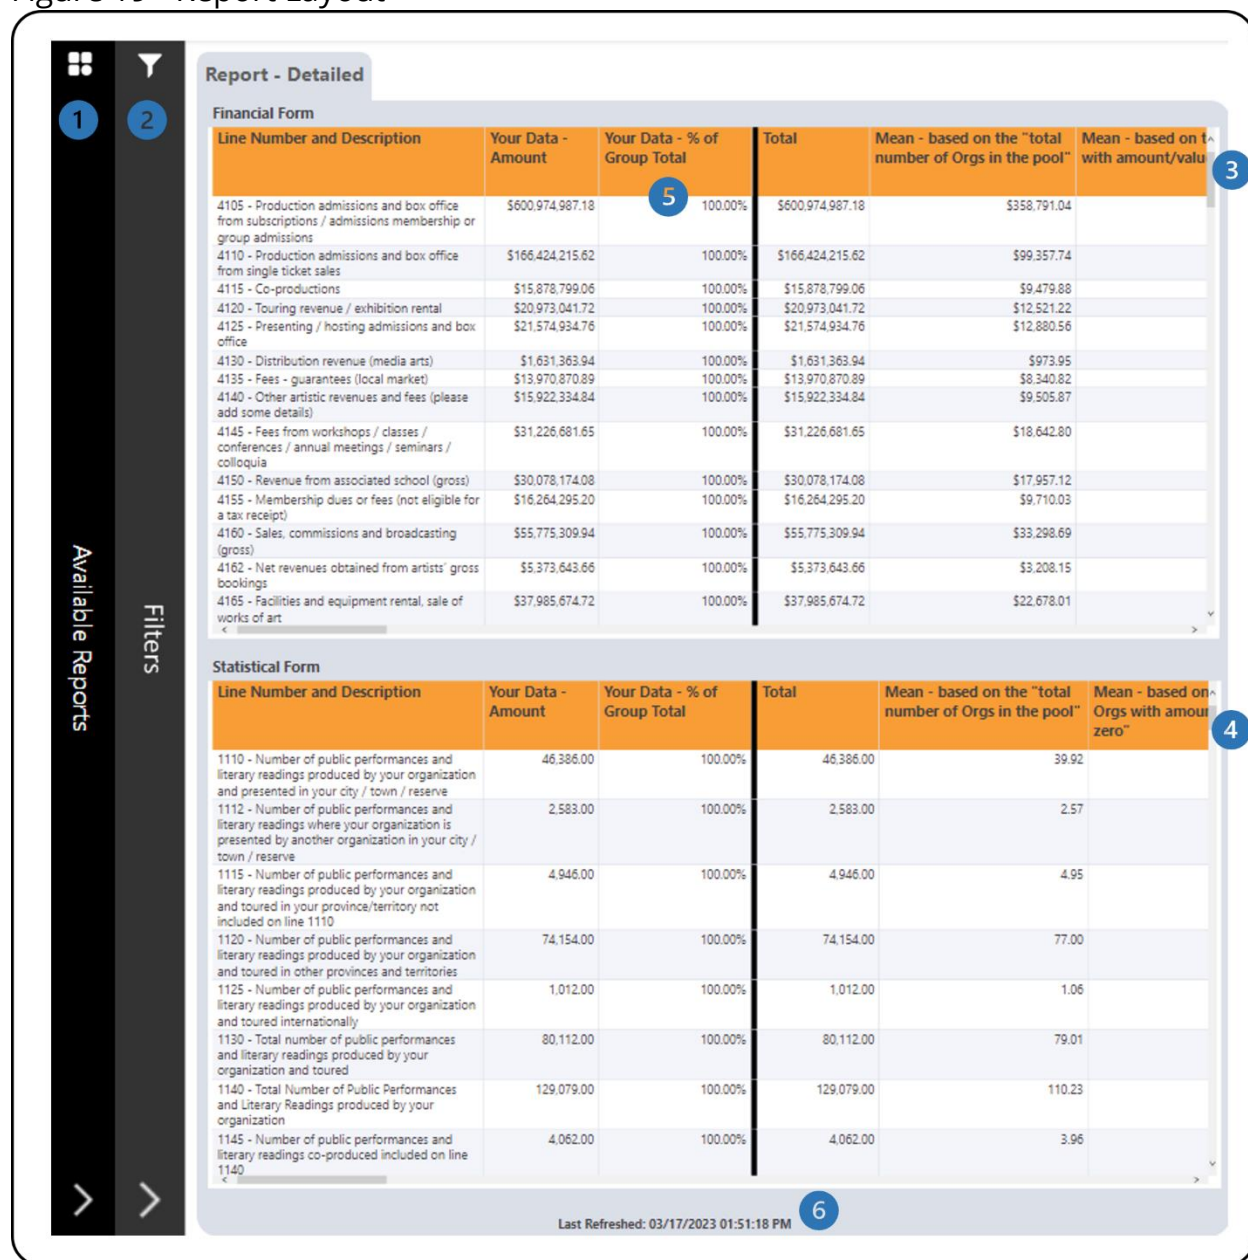 Available Reports
Filters
1
2
Report - Detailed
Financial Form
Line Number and Description
Your Data - Amount
Your Data - % of Group Total
Total
Mean - based on the "total number of Orgs in the pool"
Mean - based on
with amount/valu
3
5
4105 - Production admissions and box office from subscriptions / admissions membership or group admissions $600,974,987.18 100.00% $600,974,987.18 $358,791.04
4110 - Production admissions and box office from single ticket sales $166,424,215.62 100.00% $166,424,215.62 $99,357.74
4115 - Co-productions $15,878,799.06 100.00% $15,878,799.06 $9,479.88
4120 - Touring revenue / exhibition rental $20,973,041.72 100.00% $20,973,041.72 $12,521.22
4125 - Presenting / hosting admissions and box office $21,574,934.76 100.00% $21,574,934.76 $12,880.56
4130 - Distribution revenue (media arts) $1,631,363.94 100.00% $1,631,363.94 $973.95
4135 - Fees - guarantees (local market) $13,970,870.89 100.00% $13,970,870.89 $8,340.82
4140 - Other artistic revenues and fees (please add some details) $15,922,334.84 100.00% $15,922,334.84 $9,505.87
4145 - Fees from workshops / classes / conferences / annual meetings / seminars / colloquia $31,226,681.65 100.00% $31,226,681.65 $18,642.80
4150 - Revenue from associated school (gross) $30,078,174.08 100.00% $30,078,174.08 $17,957.12
4155 - Membership dues or fees (not eligible for a tax receipt) $16,264,295.20 100.00% $16,264,295.20 $9,710.03
4160 - Sales, commissions and broadcasting (gross) $55,775,309.94 100.00% $55,775,309.94 $33,298.69
4162 - Net revenues obtained from artists' gross bookings $5,373,643.66 100.00% $5,373,643.66 $3,208.15
4165 - Facilities and equipment rental, sale of works of art $37,985,674.72 100.00% $37,985,674.72 $22,678.01
Statistical Form
Line Number and Description
Your Data - Amount
Your Data - % of Group Total
Total
Mean - based on the "total number of Orgs in the pool"
Mean - based on
Orgs with amoun
zero"
4
1110 - Number of public performances and literary readings produced by your organization and presented in your city / town / reserve 46,386.00 100.00% 46,386.00 39.92
1112 - Number of public performances and literary readings where your organization is presented by another organization in your city / town / reserve 2,583.00 100.00% 2,583.00 2.57
1115 - Number of public performances and literary readings produced by your organization and toured in your province/territory not included on line 1110 4,946.00 100.00% 4,946.00 4.95
1120 - Number of public performances and literary readings produced by your organization and toured in other provinces and territories 74,154.00 100.00% 74,154.00 77.00
1125 - Number of public performances and literary readings produced by your organization and toured internationally 1,012.00 100.00% 1,012.00 1.06
1130 - Total number of public performances and literary readings produced by your organization and toured 80,112.00 100.00% 80,112.00 79.01
1140 - Total Number of Public Performances and Literary Readings produced by your organization 129,079.00 100.00% 129,079.00 110.23
1145 - Number of public performances and literary readings co-produced included on line 1140 4,062.00 100.00% 4,062.00 3.96
Last Refreshed: 03/17/2023 01:51:18 PM
6